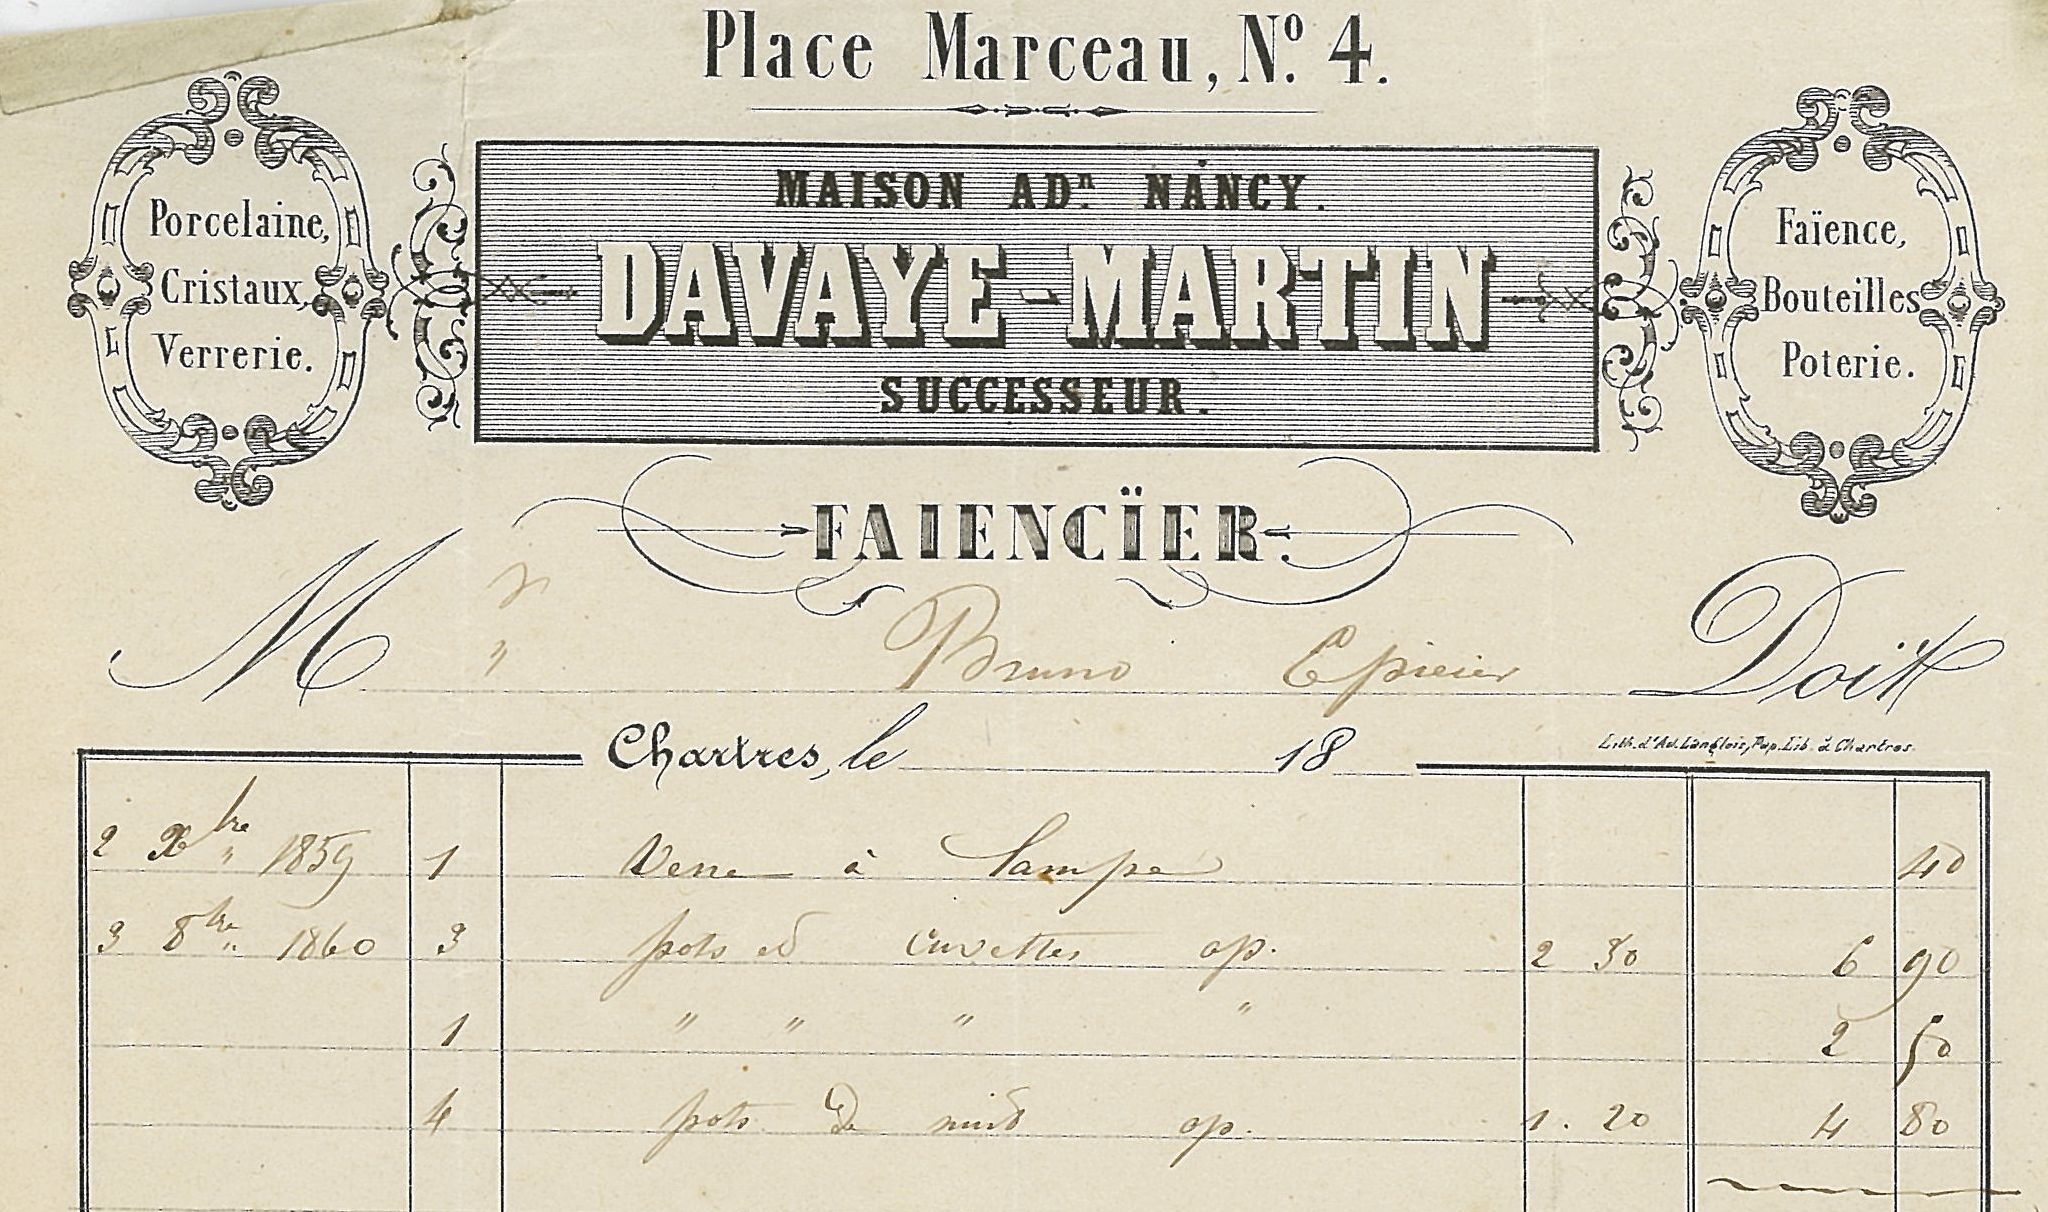 Place Marceau, Nº 4.
Porcelaine,
Cristaux,
Verrerie.
MAISON ADⁿ. NANCY.
DAVAYE-MARTIN
SUCCESSEUR.
Faïence,
Bouteilles
Poterie.
FAIENCÏER.
M " Bruno Epicier Doit
Chartres, le 18
Lith. d'Ad. Langlois, Pap. Lib. à Chartres.
2 Xbre 1859 1 Verre à Lampe 40
3 8bre 1860 3 pots et cuvettes op. 2 30 6 90
1 " " " " 2 50
4 pots De nuit op. 1. 20 4 80